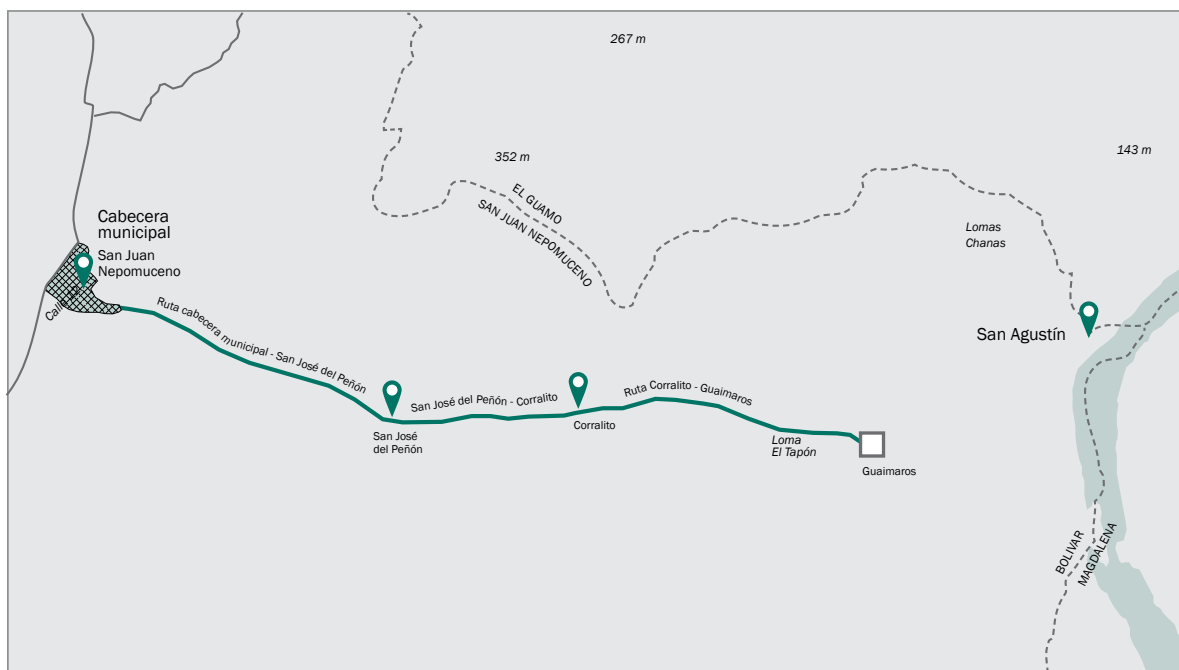 267 m
352 m
143 m
EL GUAMO
SAN JUAN NEPOMUCENO
Cabecera
municipal
San Juan
Nepomuceno
Lomas
Chanas
San Agustín
Ruta cabecera municipal - San José del Peñón
San José del Peñón - Corralito
Ruta Corralito - Guaimaros
San José
del Peñón
Corralito
Loma
El Tapón
Guaimaros
BOLIVAR
MAGDALENA